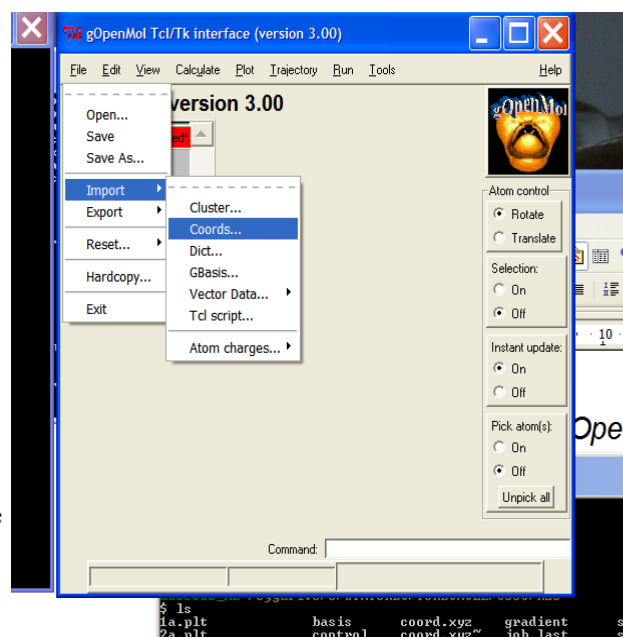 gOpenMol Tcl/Tk interface (version 3.00)
File Edit View Calculate Plot Trajectory Run Tools Help
version 3.00
gOpenMol
Open...
Save
Save As...
Import
Export
Reset...
Hardcopy...
Exit
Cluster...
Coords...
Dict...
GBasis...
Vector Data...
Tcl script...
Atom charges...
Atom control
Rotate
Translate
Selection:
On
Off
Instant update:
On
Off
Pick atom(s):
On
Off
Unpick all
Command:
10
Ope
$ ls
1a.plt basis coord.xyz gradient s
2a.plt control coord.xyz~ job.last s